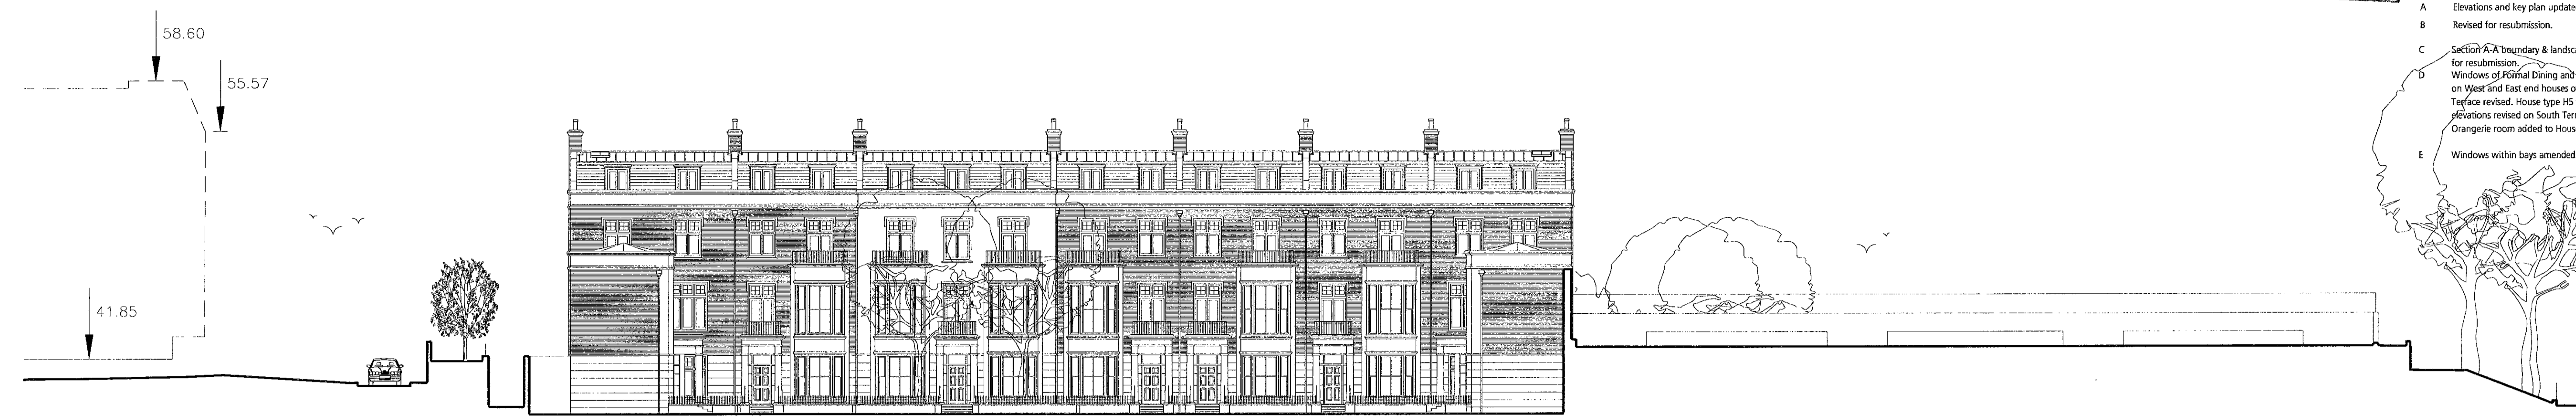 58.60
55.57
41.85
A Elevations and key plan update
B Revised for resubmission.
C Section A-A boundary & landsc
for resubmission.
D Windows of Formal Dining and
on West and East end houses o
Terrace revised. House type H5
elevations revised on South Ter
Orangerie room added to Hous
E Windows within bays amended